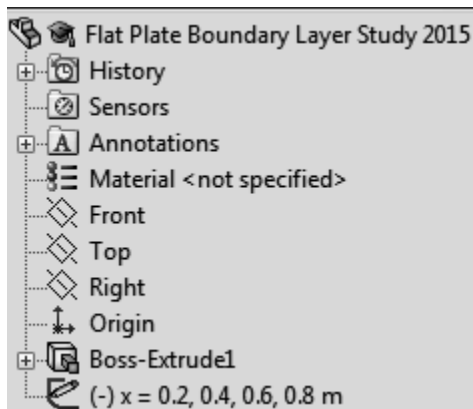 Flat Plate Boundary Layer Study 2015
History
Sensors
A Annotations
Material <not specified>
Front
Top
Right
Origin
Boss-Extrude1
(-) x = 0.2, 0.4, 0.6, 0.8 m